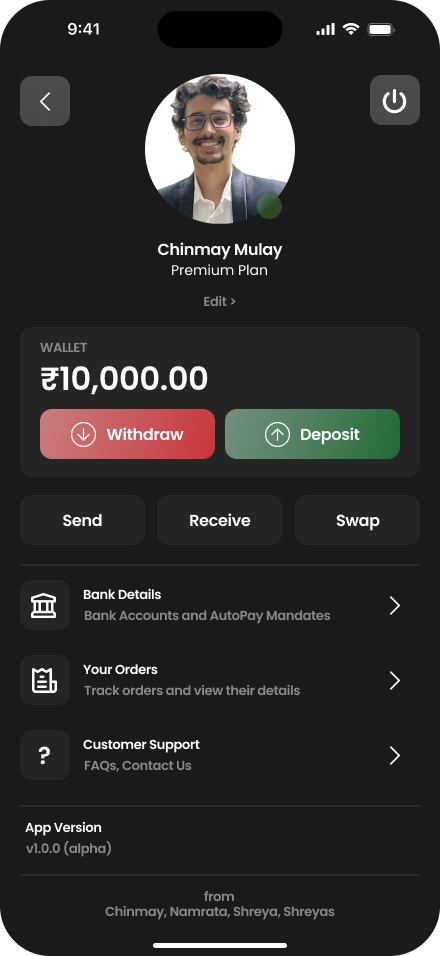 9:41
Chinmay Mulay
Premium Plan
Edit >
WALLET
₹10,000.00
Withdraw
Deposit
Send
Receive
Swap
Bank Details
Bank Accounts and AutoPay Mandates
Your Orders
Track orders and view their details
?
Customer Support
FAQs, Contact Us
App Version
v1.0.0 (alpha)
from
Chinmay, Namrata, Shreya, Shreyas